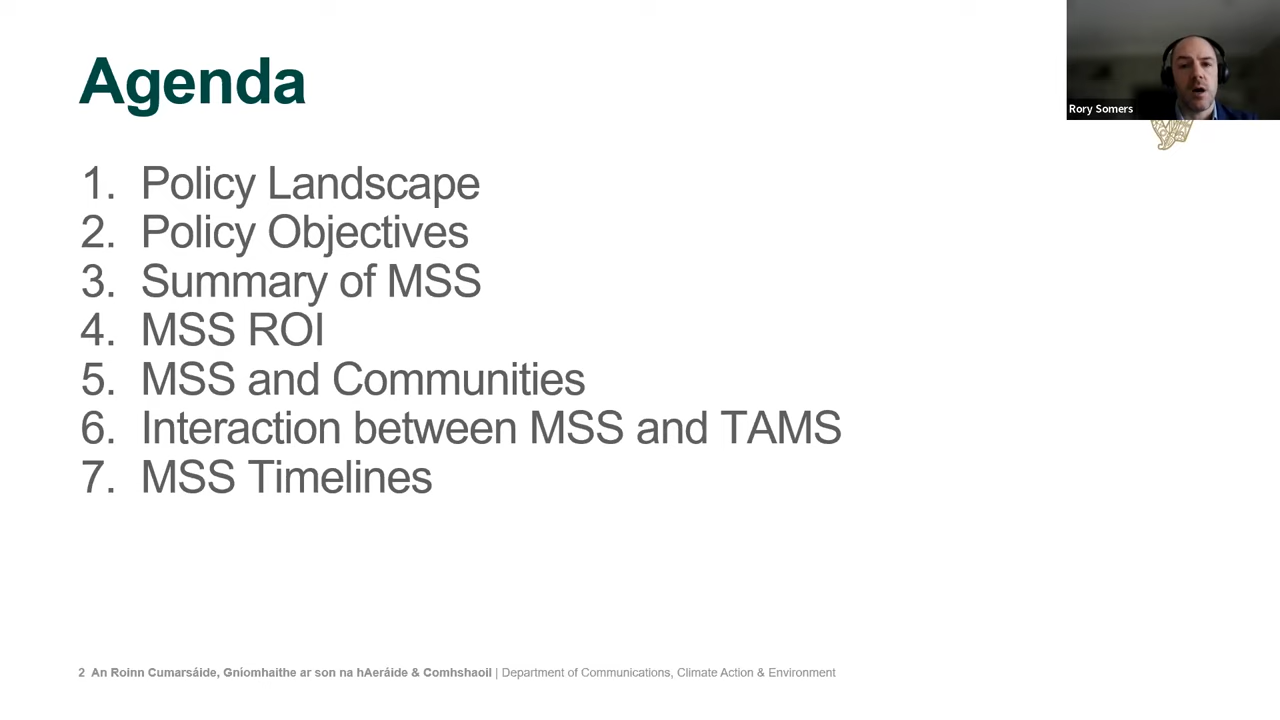 Agenda
Rory Somers
1. Policy Landscape
2. Policy Objectives
3. Summary of MSS
4. MSS ROI
5. MSS and Communities
6. Interaction between MSS and TAMS
7. MSS Timelines
2 An Roinn Cumarsáide, Gníomhaithe ar son na hAeráide & Comhshaoil | Department of Communications, Climate Action & Environment